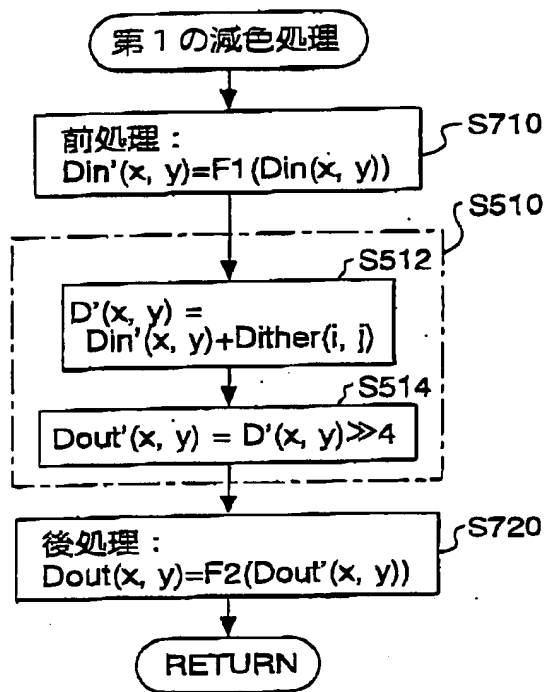 第1の減色処理
前処理：
Din'(x, y)=F1(Din(x, y))
S710
S510
S512
D'(x, y) =
Din'(x, y)+Dither(i, j)
S514
Dout'(x, y) = D'(x, y)≫4
後処理：
Dout(x, y)=F2(Dout'(x, y))
S720
RETURN